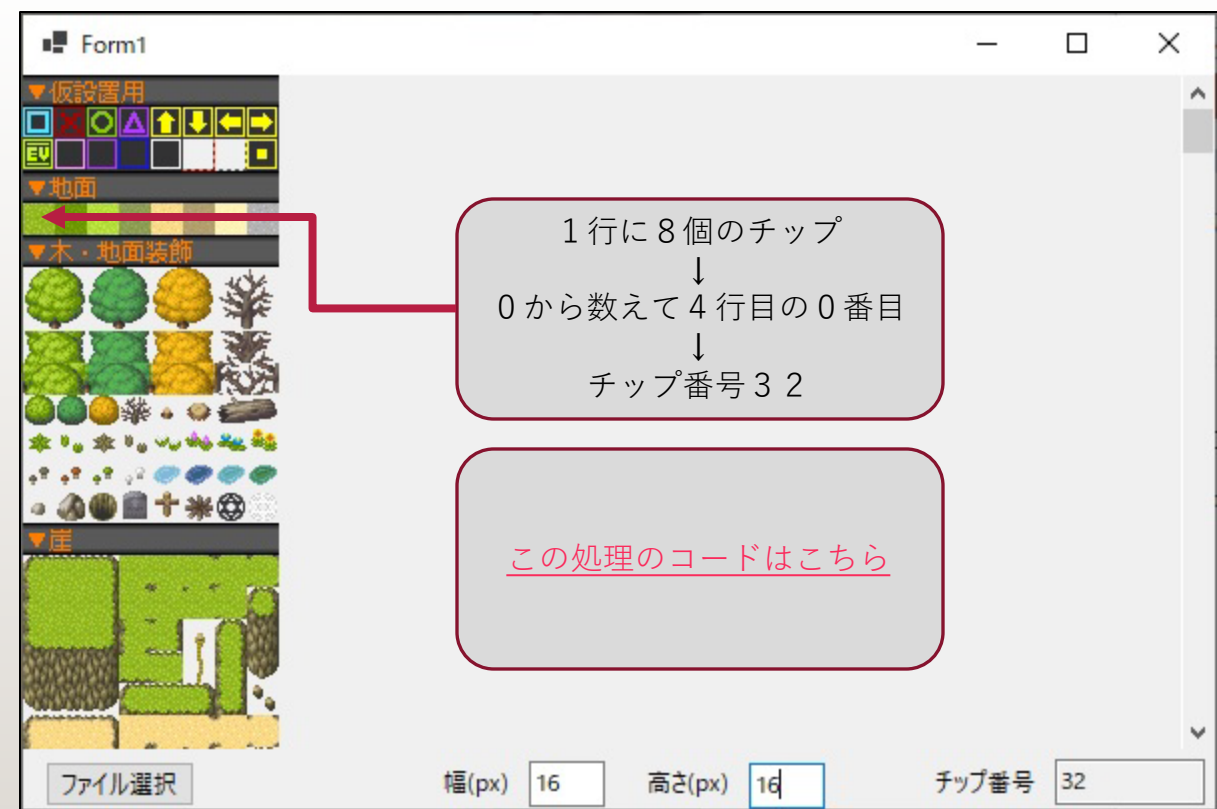 Form1
▼仮設置用
EV
▼地面
１行に８個のチップ
↓
０から数えて４行目の０番目
↓
チップ番号３２
▼木・地面装飾
この処理のコードはこちら
▼崖
ファイル選択 幅(px) 16 高さ(px) 16 チップ番号 32